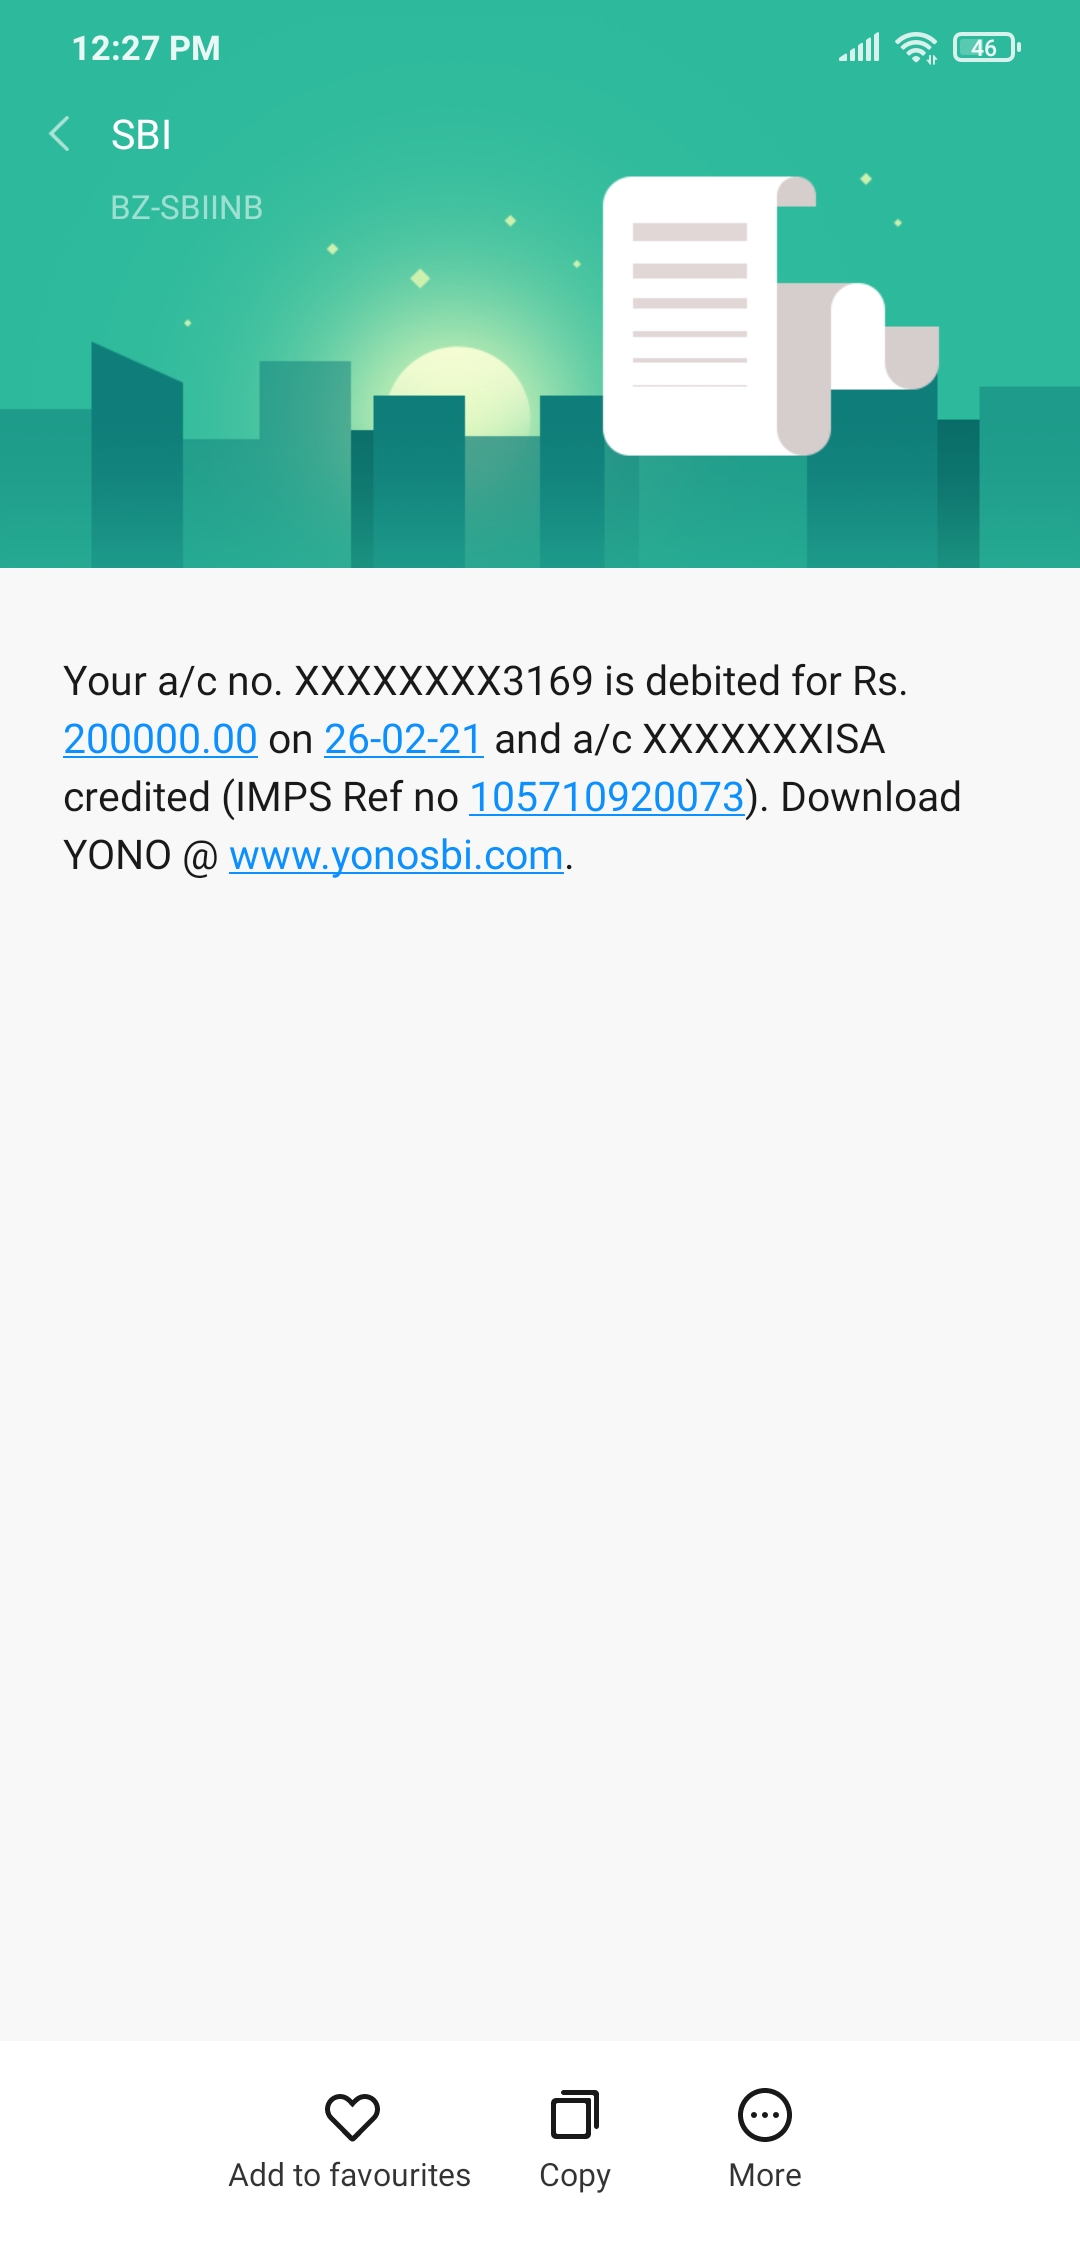 12:27 PM
46
SBI
BZ-SBIINB
Your a/c no. XXXXXXXX3169 is debited for Rs.
200000.00 on 26-02-21 and a/c XXXXXXXISA
credited (IMPS Ref no 105710920073). Download
YONO @ www.yonosbi.com.
Add to favourites
Copy
More